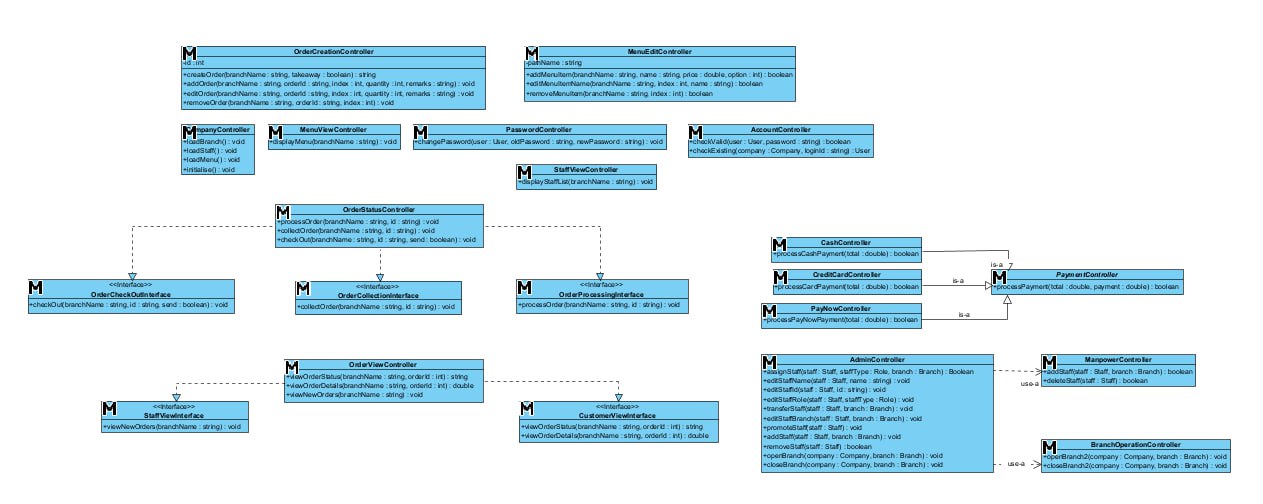 OrderCreationController
-id : int
+createOrder(branchName : string, takeaway : boolean) : string
+addOrder(branchName : string, orderId : string, index : int, quantity : int, remarks : string) : void
+editOrder(branchName : string, orderId : string, index : int, quantity : int, remarks : string) : void
+removeOrder(branchName : string, orderId : string, index : int) : void
MenuEditController
-pathName : string
+addMenuItem(branchName : string, name : string, price : double, option : int) : boolean
+editMenuItemName(branchName : string, index : int, name : string) : boolean
+removeMenuItem(branchName : string, index : int) : boolean
mpanyController
+loadBranch() : void
+loadStaff() : void
+loadMenu() : void
+initialise() : void
MenuViewController
+displayMenu(branchName : string) : void
PasswordController
+changePassword(user : User, oldPassword : string, newPassword : string) : void
AccountController
+checkValid(user : User, password : string) : boolean
+checkExisting(company : Company, loginId : string) : User
StaffViewController
+displayStaffList(branchName : string) : void
OrderStatusController
+processOrder(branchName : string, id : string) : void
+collectOrder(branchName : string, id : string) : void
+checkOut(branchName : string, id : string, send : boolean) : void
<<Interface>>
OrderCheckOutInterface
+checkOut(branchName : string, id : string, send : boolean) : void
<<Interface>>
OrderCollectionInterface
+collectOrder(branchName : string, id : string) : void
<<Interface>>
OrderProcessingInterface
+processOrder(branchName : string, id : string) : void
CashController
+processCashPayment(total : double) : boolean
is-a
CreditCardController
+processCardPayment(total : double) : boolean
is-a
PaymentController
+processPayment(total : double, payment : double) : boolean
PayNowController
+processPayNowPayment(total : double) : boolean
is-a
OrderViewController
+viewOrderStatus(branchName : string, orderId : int) : string
+viewOrderDetails(branchName : string, orderId : int) : double
+viewNewOrders(branchName : string) : void
<<Interface>>
StaffViewInterface
+viewNewOrders(branchName : string) : void
<<Interface>>
CustomerViewInterface
+viewOrderStatus(branchName : string, orderId : int) : string
+viewOrderDetails(branchName : string, orderId : int) : double
AdminController
+assignStaff(staff : Staff, staffType : Role, branch : Branch) : Boolean
+editStaffName(staff : Staff, name : string) : void
+editStaffId(staff : Staff, id : string) : void
+editStaffRole(staff : Staff, staffType : Role) : void
+transferStaff(staff : Staff, branch : Branch) : void
+editStaffBranch(staff : Staff, branch : Branch) : void
+promoteStaff(staff : Staff) : void
+addStaff(staff : Staff, branch : Branch) : void
+removeStaff(staff : Staff) : boolean
+openBranch(company : Company, branch : Branch) : void
+closeBranch(company : Company, branch : Branch) : void
use-a
ManpowerController
+addStaff(staff : Staff, branch : Branch) : boolean
+deleteStaff(staff : Staff) : boolean
use-a
BranchOperationController
+openBranch2(company : Company, branch : Branch) : void
+closeBranch2(company : Company, branch : Branch) : void